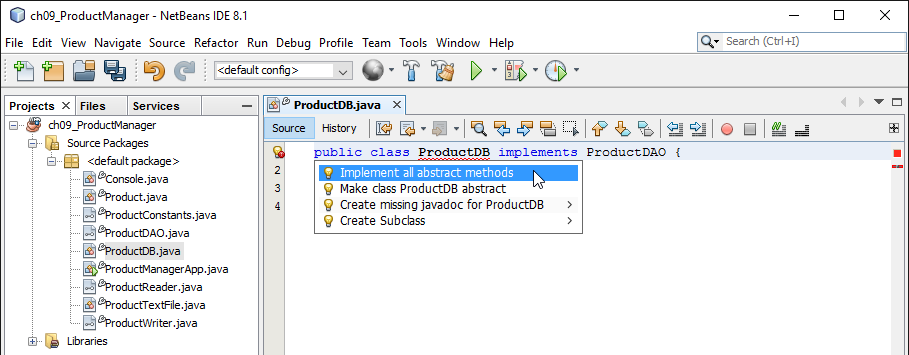 ch09_ProductManager - NetBeans IDE 8.1
File Edit View Navigate Source Refactor Run Debug Profile Team Tools Window Help
Search (Ctrl+I)
<default config>
Projects Files Services
ch09_ProductManager
Source Packages
<default package>
Console.java
Product.java
ProductConstants.java
ProductDAO.java
ProductDB.java
ProductManagerApp.java
ProductReader.java
ProductTextFile.java
ProductWriter.java
Libraries
ProductDB.java
Source History
public class ProductDB implements ProductDAO {
2
3
4
Implement all abstract methods
Make class ProductDB abstract
Create missing javadoc for ProductDB
Create Subclass